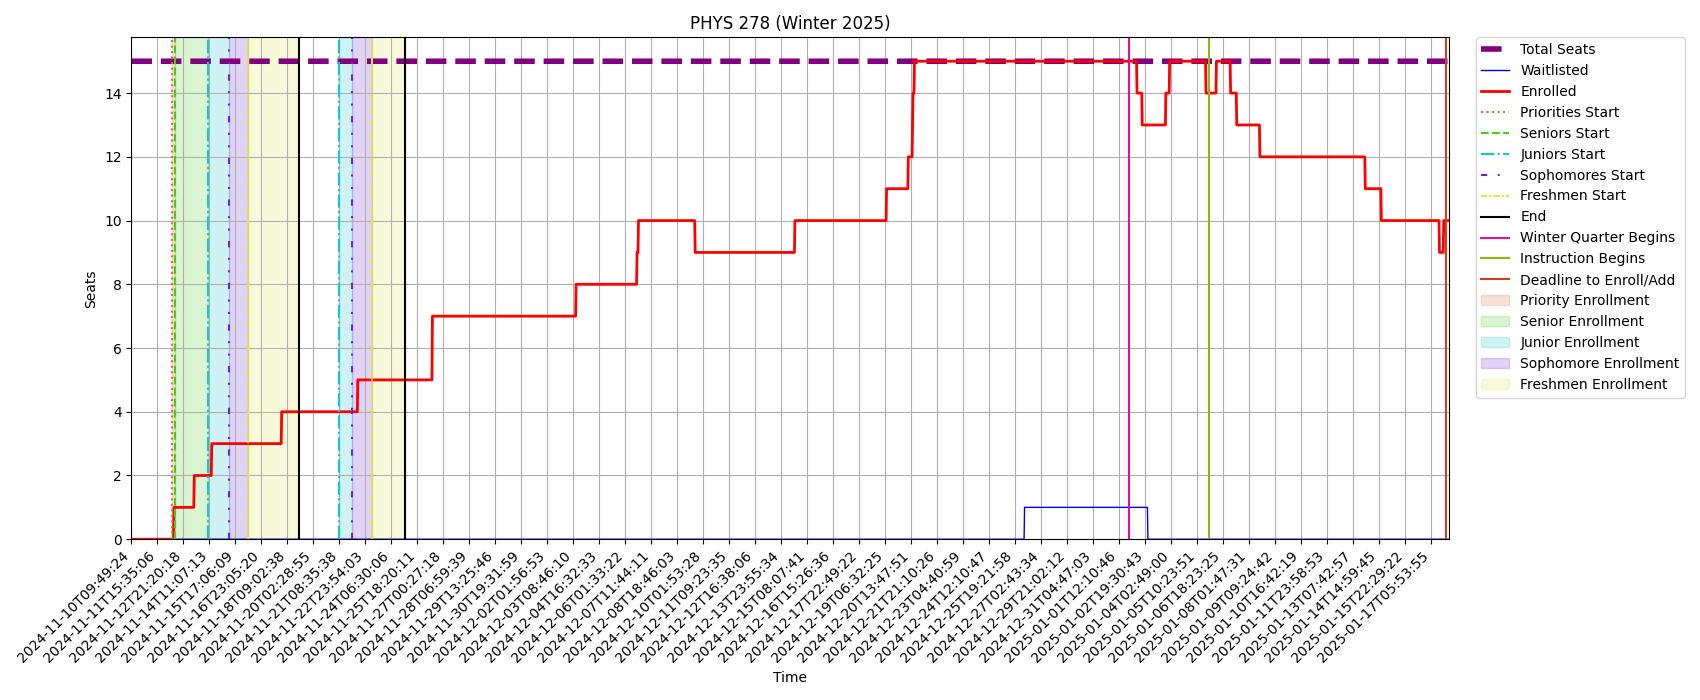 PHYS 278 (Winter 2025)
Seats
14
12
10
8
6
4
2
0
2024-11-10T09:49:24
2024-11-11T15:35:06
2024-11-12T21:20:18
2024-11-14T11:07:13
2024-11-15T17:06:09
2024-11-16T23:05:20
2024-11-18T09:02:38
2024-11-20T02:28:55
2024-11-21T08:35:38
2024-11-22T23:54:03
2024-11-24T06:30:06
2024-11-25T18:20:11
2024-11-27T00:27:18
2024-11-28T06:59:39
2024-11-29T13:25:46
2024-11-30T19:31:59
2024-12-02T01:56:53
2024-12-03T08:46:10
2024-12-04T16:32:33
2024-12-06T01:33:22
2024-12-07T11:44:11
2024-12-08T18:46:03
2024-12-10T01:53:28
2024-12-11T09:23:35
2024-12-12T16:38:06
2024-12-13T23:55:34
2024-12-15T08:07:41
2024-12-16T15:26:36
2024-12-17T22:49:22
2024-12-19T06:32:25
2024-12-20T13:47:51
2024-12-21T21:10:26
2024-12-23T04:40:59
2024-12-24T12:10:47
2024-12-25T19:21:58
2024-12-27T02:43:34
2024-12-29T21:02:12
2024-12-31T04:47:03
2025-01-01T12:10:46
2025-01-02T19:30:43
2025-01-04T02:49:00
2025-01-05T10:23:51
2025-01-06T18:23:25
2025-01-08T01:47:31
2025-01-09T09:24:42
2025-01-10T16:42:19
2025-01-11T23:58:53
2025-01-13T07:42:57
2025-01-14T14:59:45
2025-01-15T22:29:22
2025-01-17T05:53:55
Time
Total Seats
Waitlisted
Enrolled
Priorities Start
Seniors Start
Juniors Start
Sophomores Start
Freshmen Start
End
Winter Quarter Begins
Instruction Begins
Deadline to Enroll/Add
Priority Enrollment
Senior Enrollment
Junior Enrollment
Sophomore Enrollment
Freshmen Enrollment